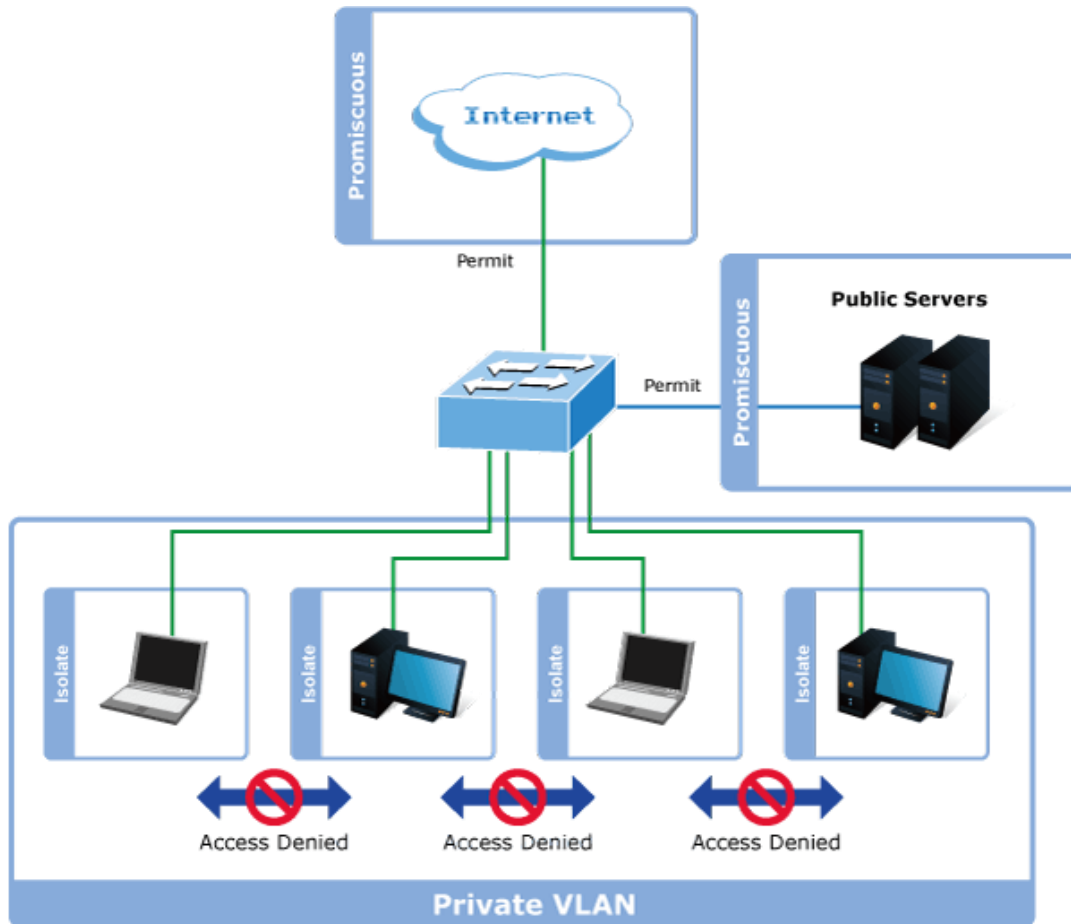 Promiscuous
Internet
Permit
Promiscuous
Public Servers
Permit
Isolate
Isolate
Isolate
Isolate
Access Denied
Access Denied
Access Denied
Private VLAN